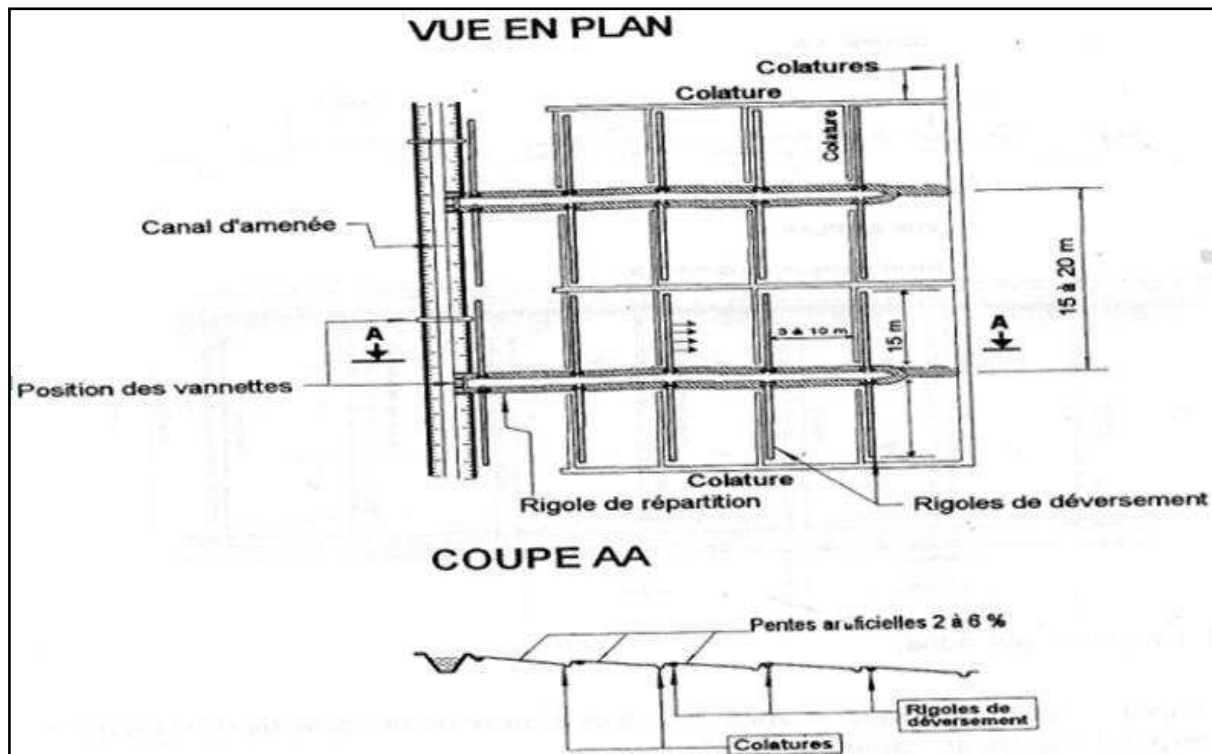 VUE EN PLAN
Colatures
Colature
Colature
Canal d'amenée
15 à 20 m
A
A
3 à 10 m
15 m
Position des vannettes
Colature
Rigole de répartition
Rigoles de déversement
COUPE AA
Pentes artificielles 2 à 6 %
Rigoles de
déversement
Colatures